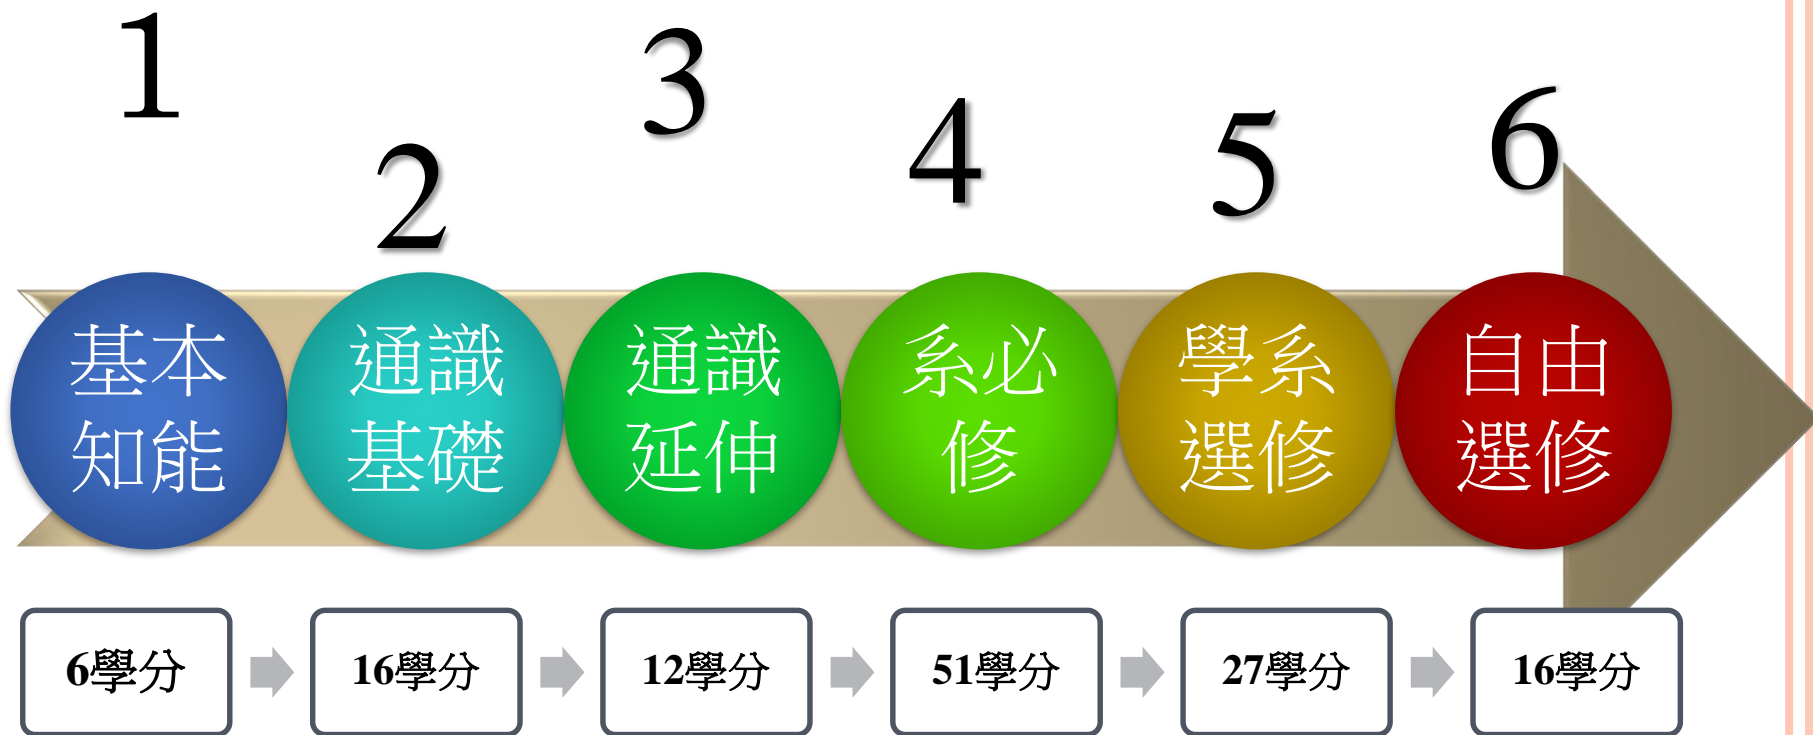 1
2
3
4
5
6
基本
知能
通識
基礎
通識
延伸
系必
修
學系
選修
自由
選修
6學分
16學分
12學分
51學分
27學分
16學分